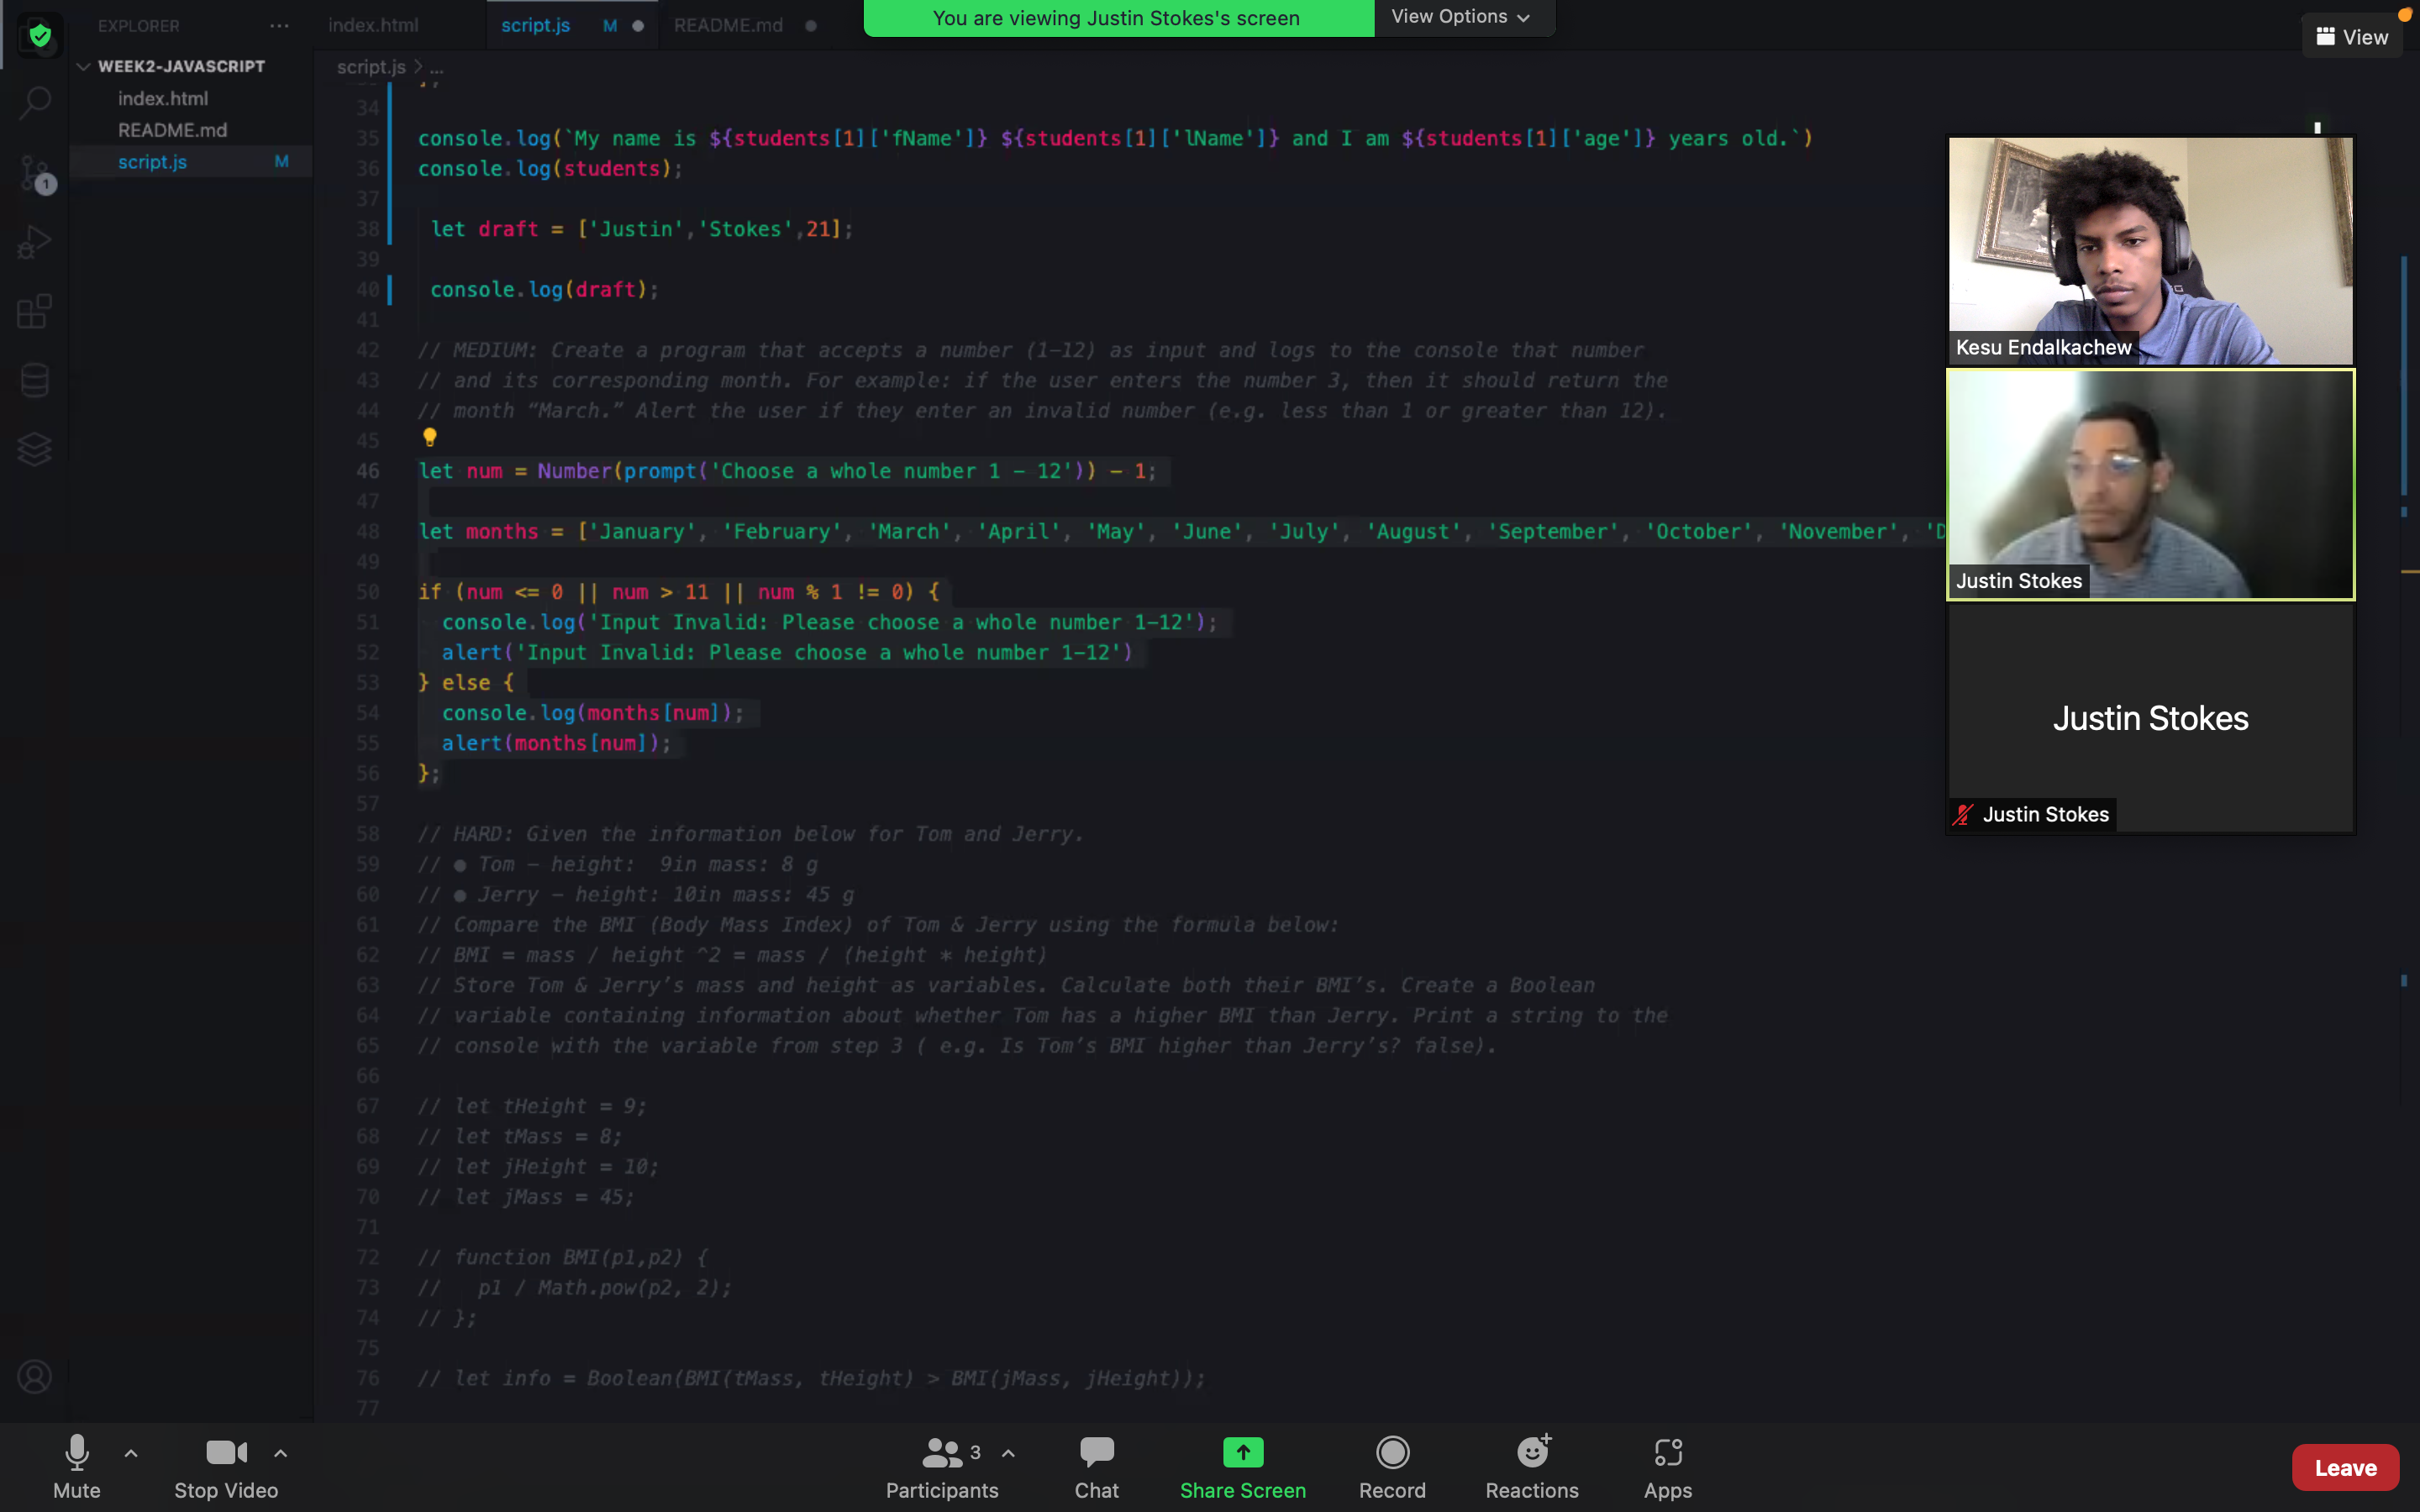 You are viewing Justin Stokes's screen
View Options
View
EXPLORER
index.html
script.js M
README.md
WEEK2-JAVASCRIPT
index.html
README.md
script.js M
1
script.js > ...
34
35 console.log(`My name is ${students[1]['fName']} ${students[1]['lName']} and I am ${students[1]['age']} years old.`)
36 console.log(students);
37
38 let draft = ['Justin','Stokes',21];
39
40 console.log(draft);
41
42 // MEDIUM: Create a program that accepts a number (1-12) as input and logs to the console that number
43 // and its corresponding month. For example: if the user enters the number 3, then it should return the
44 // month “March.” Alert the user if they enter an invalid number (e.g. less than 1 or greater than 12).
45
46 let num = Number(prompt('Choose a whole number 1 - 12')) - 1;
47
48 let months = ['January', 'February', 'March', 'April', 'May', 'June', 'July', 'August', 'September', 'October', 'November', 'D
49
50 if (num <= 0 || num > 11 || num % 1 != 0) {
51 console.log('Input Invalid: Please choose a whole number 1-12');
52 alert('Input Invalid: Please choose a whole number 1-12')
53 } else {
54 console.log(months[num]);
55 alert(months[num]);
56 };
57
58 // HARD: Given the information below for Tom and Jerry.
59 // ● Tom - height:  9in mass: 8 g
60 // ● Jerry - height: 10in mass: 45 g
61 // Compare the BMI (Body Mass Index) of Tom & Jerry using the formula below:
62 // BMI = mass / height ^2 = mass / (height * height)
63 // Store Tom & Jerry’s mass and height as variables. Calculate both their BMI’s. Create a Boolean
64 // variable containing information about whether Tom has a higher BMI than Jerry. Print a string to the
65 // console with the variable from step 3 ( e.g. Is Tom’s BMI higher than Jerry’s? false).
66
67 // let tHeight = 9;
68 // let tMass = 8;
69 // let jHeight = 10;
70 // let jMass = 45;
71
72 // function BMI(p1,p2) {
73 //   p1 / Math.pow(p2, 2);
74 // };
75
76 // let info = Boolean(BMI(tMass, tHeight) > BMI(jMass, jHeight));
77
Kesu Endalkachew
Justin Stokes
Justin Stokes
Justin Stokes
Mute
Stop Video
Participants 3
Chat
Share Screen
Record
Reactions
Apps
Leave